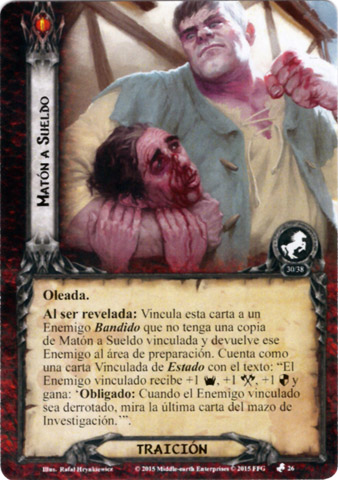 MATÓN A SUELDO
30/38
Oleada.
Al ser revelada: Vincula esta carta a un
Enemigo Bandido que no tenga una copia
de Matón a Sueldo vinculada y devuelve ese
Enemigo al área de preparación. Cuenta como
una carta Vinculada de Estado con el texto: “El
Enemigo vinculado recibe +1 , +1 , +1 y
gana: ‘Obligado: Cuando el Enemigo vinculado
sea derrotado, mira la última carta del mazo de
Investigación.’”.
TRAICIÓN
Illus. Rafał Hrynkiewicz
© 2015 Middle-earth Enterprises © 2015 FFG 26